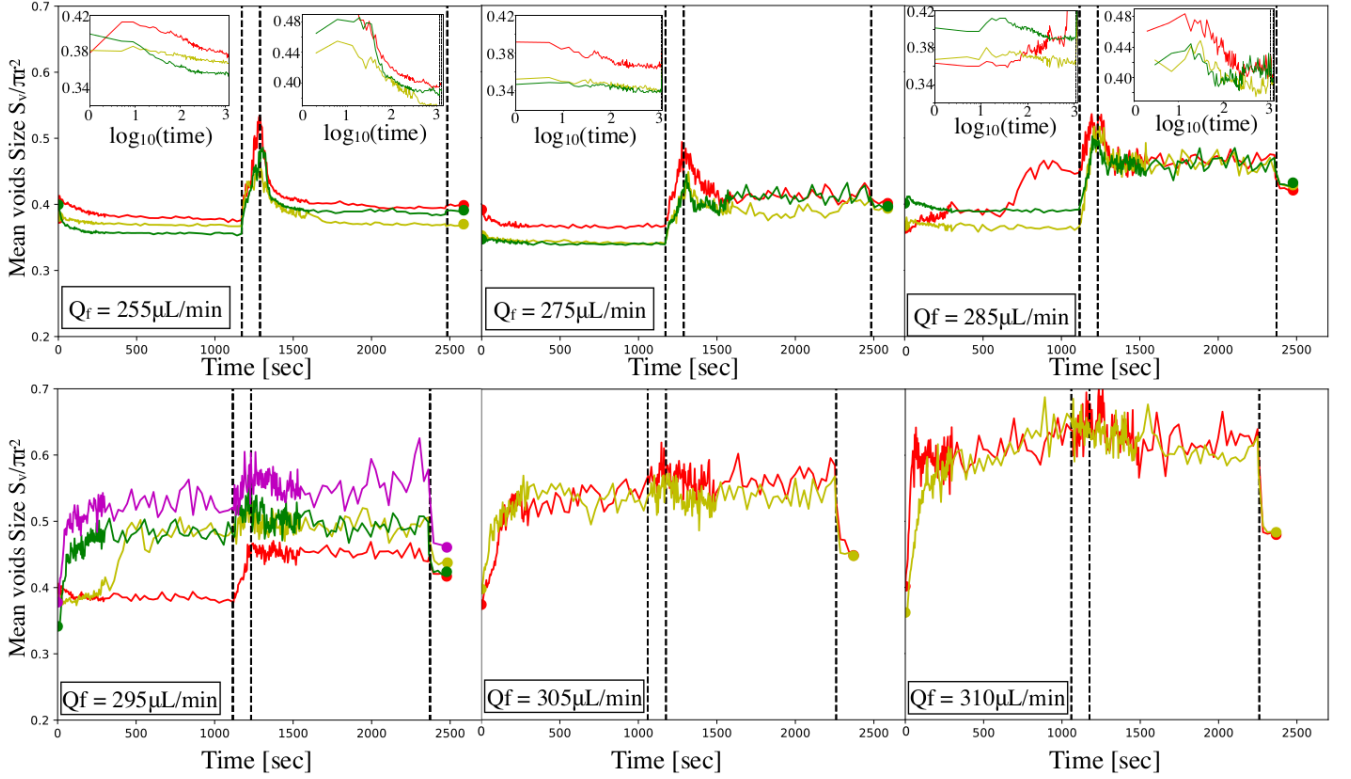 Mean voids Size Sᵥ/πr²
0.7
0.6
0.5
0.4
0.3
0.2
0.42
0.38
0.34
0 1 2 3
log₁₀(time)
0.48
0.44
0.40
0 1 2 3
log₁₀(time)
0.42
0.38
0.34
0 1 2 3
log₁₀(time)
0.42
0.38
0.34
0 1 2 3
log₁₀(time)
0.48
0.44
0.40
0 1 2 3
log₁₀(time)
Q_f = 255μL/min
Q_f = 275μL/min
Qf = 285μL/min
0 500 1000 1500 2000 2500
0 500 1000 1500 2000 2500
0 500 1000 1500 2000 2500
Time [sec]
Time [sec]
Time [sec]
Mean voids Size Sᵥ/πr²
0.7
0.6
0.5
0.4
0.3
0.2
Qf = 295μL/min
Qf = 305μL/min
Qf = 310μL/min
0 500 1000 1500 2000 2500
0 500 1000 1500 2000 2500
0 500 1000 1500 2000 2500
Time [sec]
Time [sec]
Time [sec]